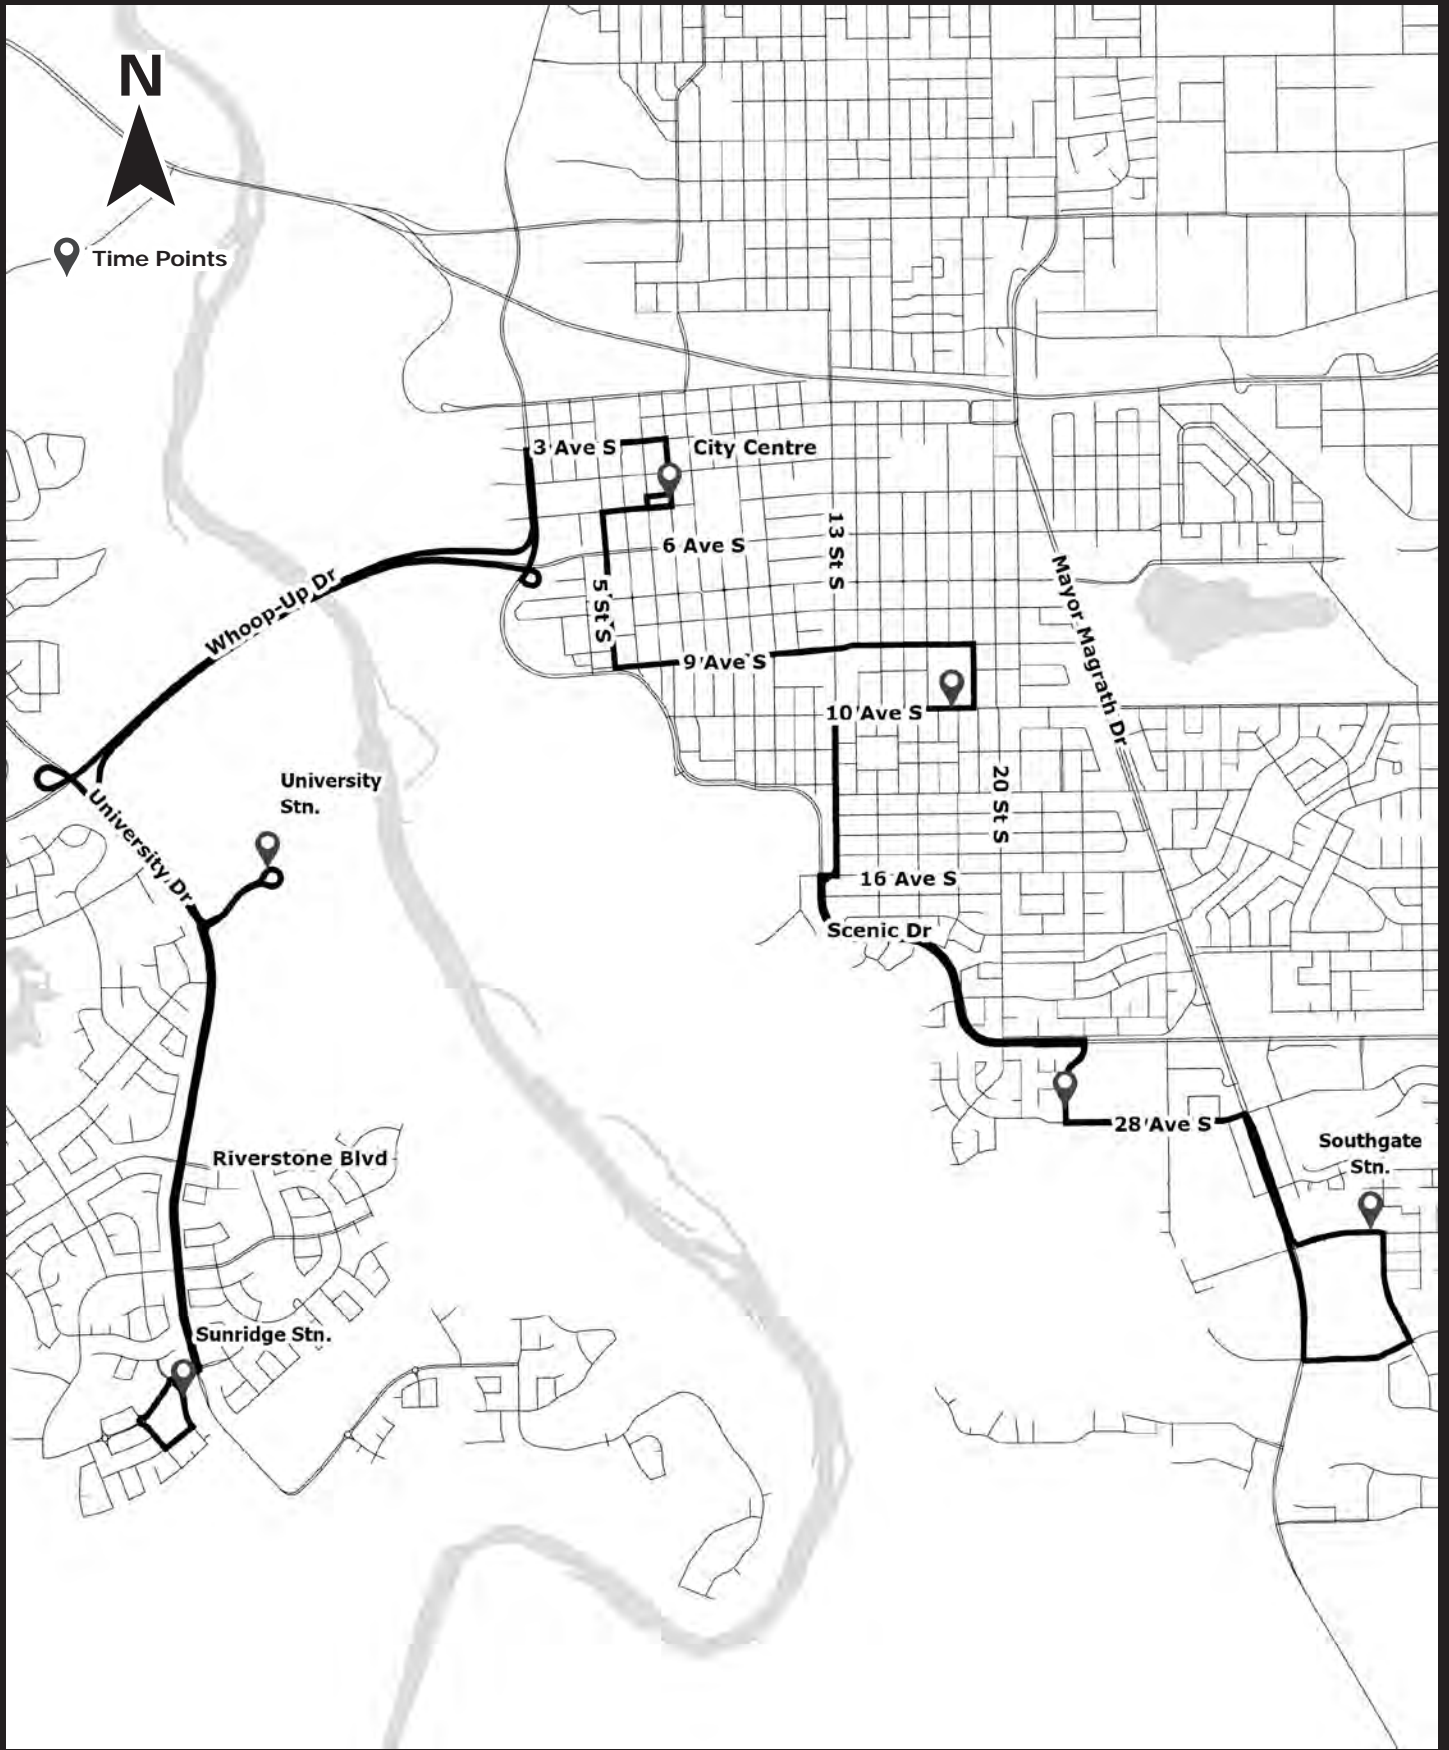 N
Time Points
3 Ave S
City Centre
13 St S
6 Ave S
Mayor Magrath Dr
Whoop-Up Dr
5 St S
9 Ave S
10 Ave S
University
Stn.
20 St S
University Dr
16 Ave S
Scenic Dr
28 Ave S
Southgate
Stn.
Riverstone Blvd
Sunridge Stn.